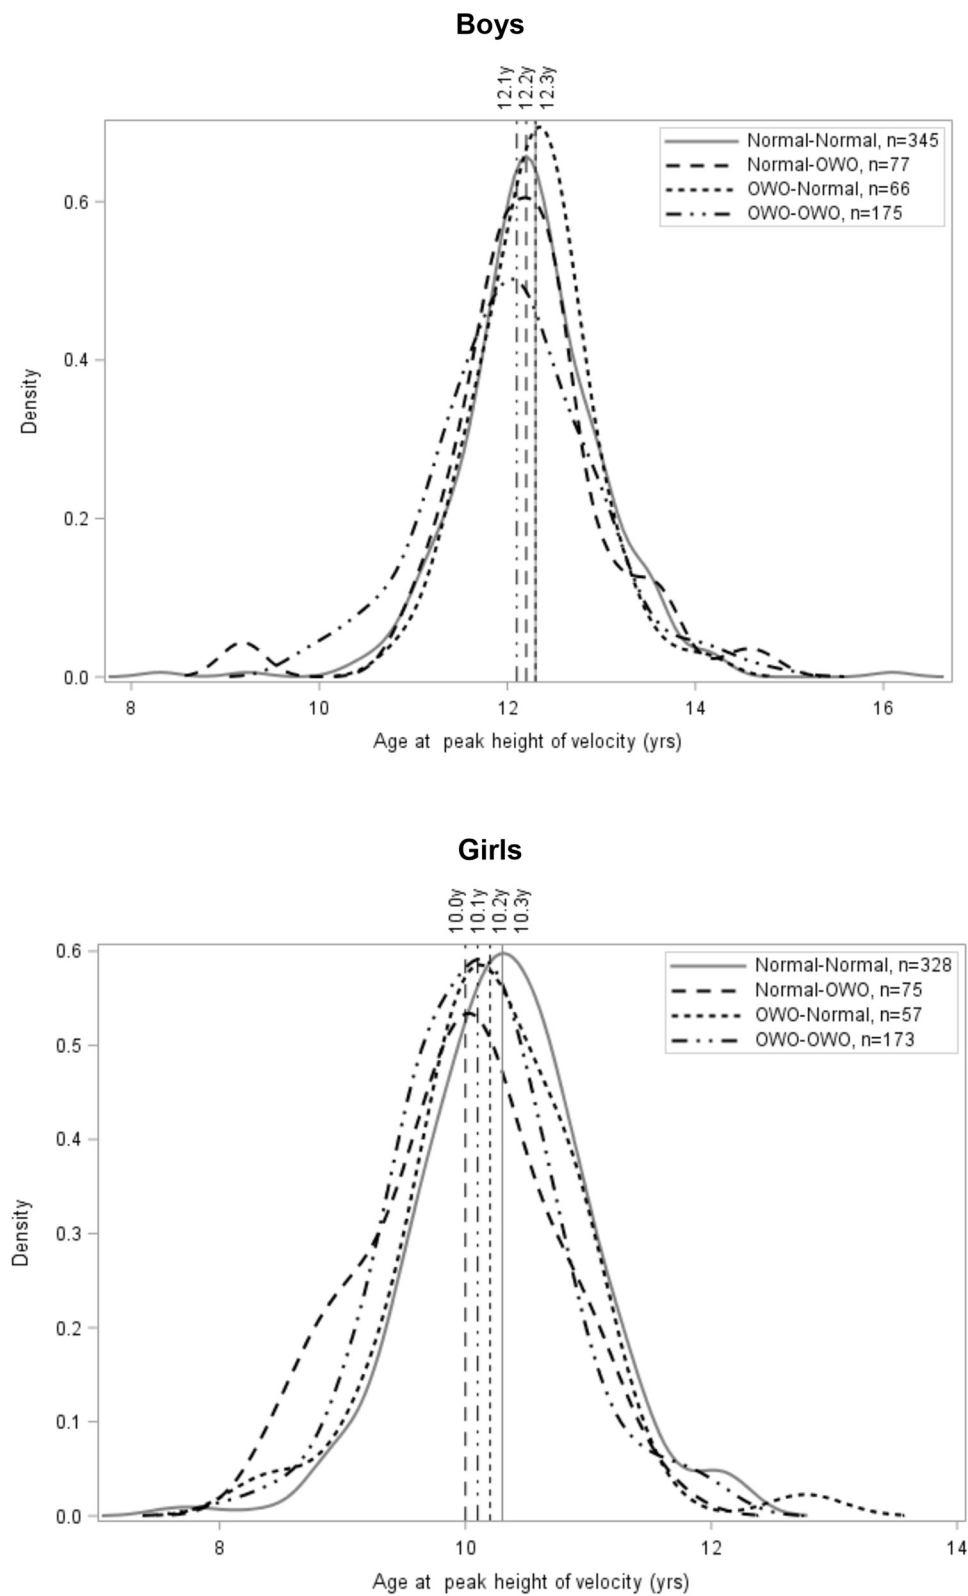 Boys
12.1y
12.2y
12.3y
Normal-Normal, n=345
Normal-OWO, n=77
OWO-Normal, n=66
OWO-OWO, n=175
Density
0.6
0.4
0.2
0.0
8 10 12 14 16
Age at peak height of velocity (yrs)
Girls
10.0y
10.1y
10.2y
10.3y
Normal-Normal, n=328
Normal-OWO, n=75
OWO-Normal, n=57
OWO-OWO, n=173
Density
0.6
0.5
0.4
0.3
0.2
0.1
0.0
8 10 12 14
Age at peak height of velocity (yrs)